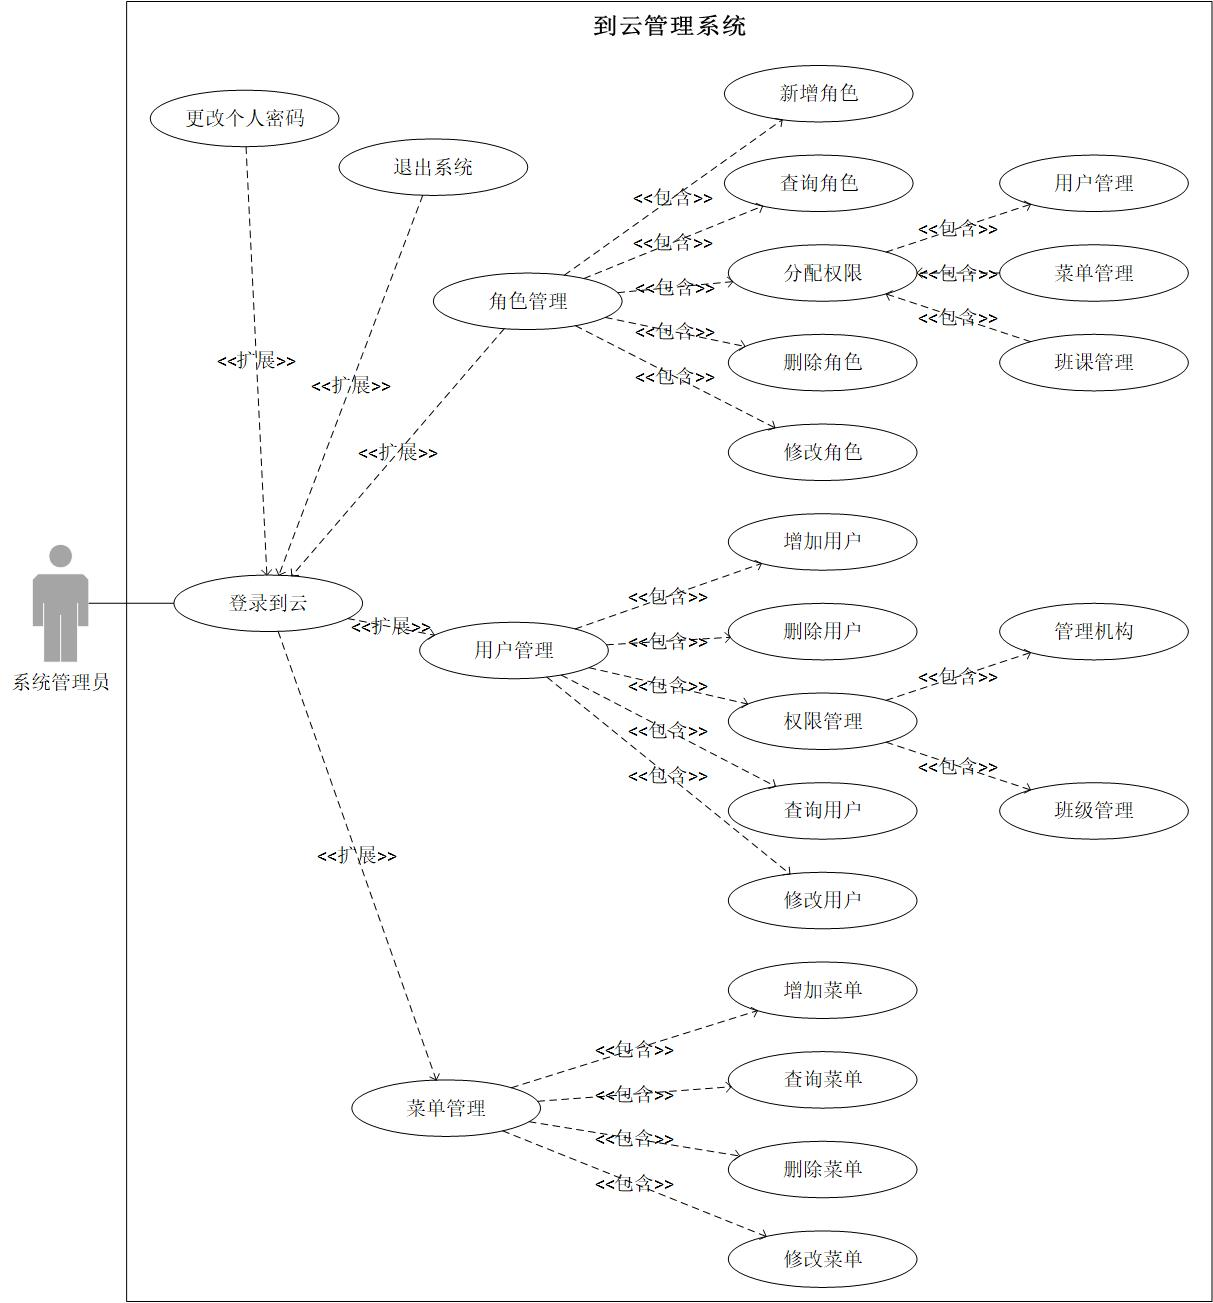 到云管理系统
更改个人密码
退出系统
新增角色
查询角色
用户管理
<<包含>>
<<包含>>
<<包含>>
角色管理
<<包含>>
分配权限
<<包含>>
菜单管理
<<包含>>
<<包含>>
<<扩展>>
删除角色
班课管理
<<包含>>
<<扩展>>
<<扩展>>
修改角色
增加用户
系统管理员
登录到云
<<扩展>>
用户管理
<<包含>>
<<包含>>
删除用户
管理机构
<<包含>>
<<包含>>
权限管理
<<包含>>
<<包含>>
<<包含>>
查询用户
班级管理
<<扩展>>
修改用户
增加菜单
<<包含>>
菜单管理
<<包含>>
查询菜单
<<包含>>
删除菜单
<<包含>>
修改菜单